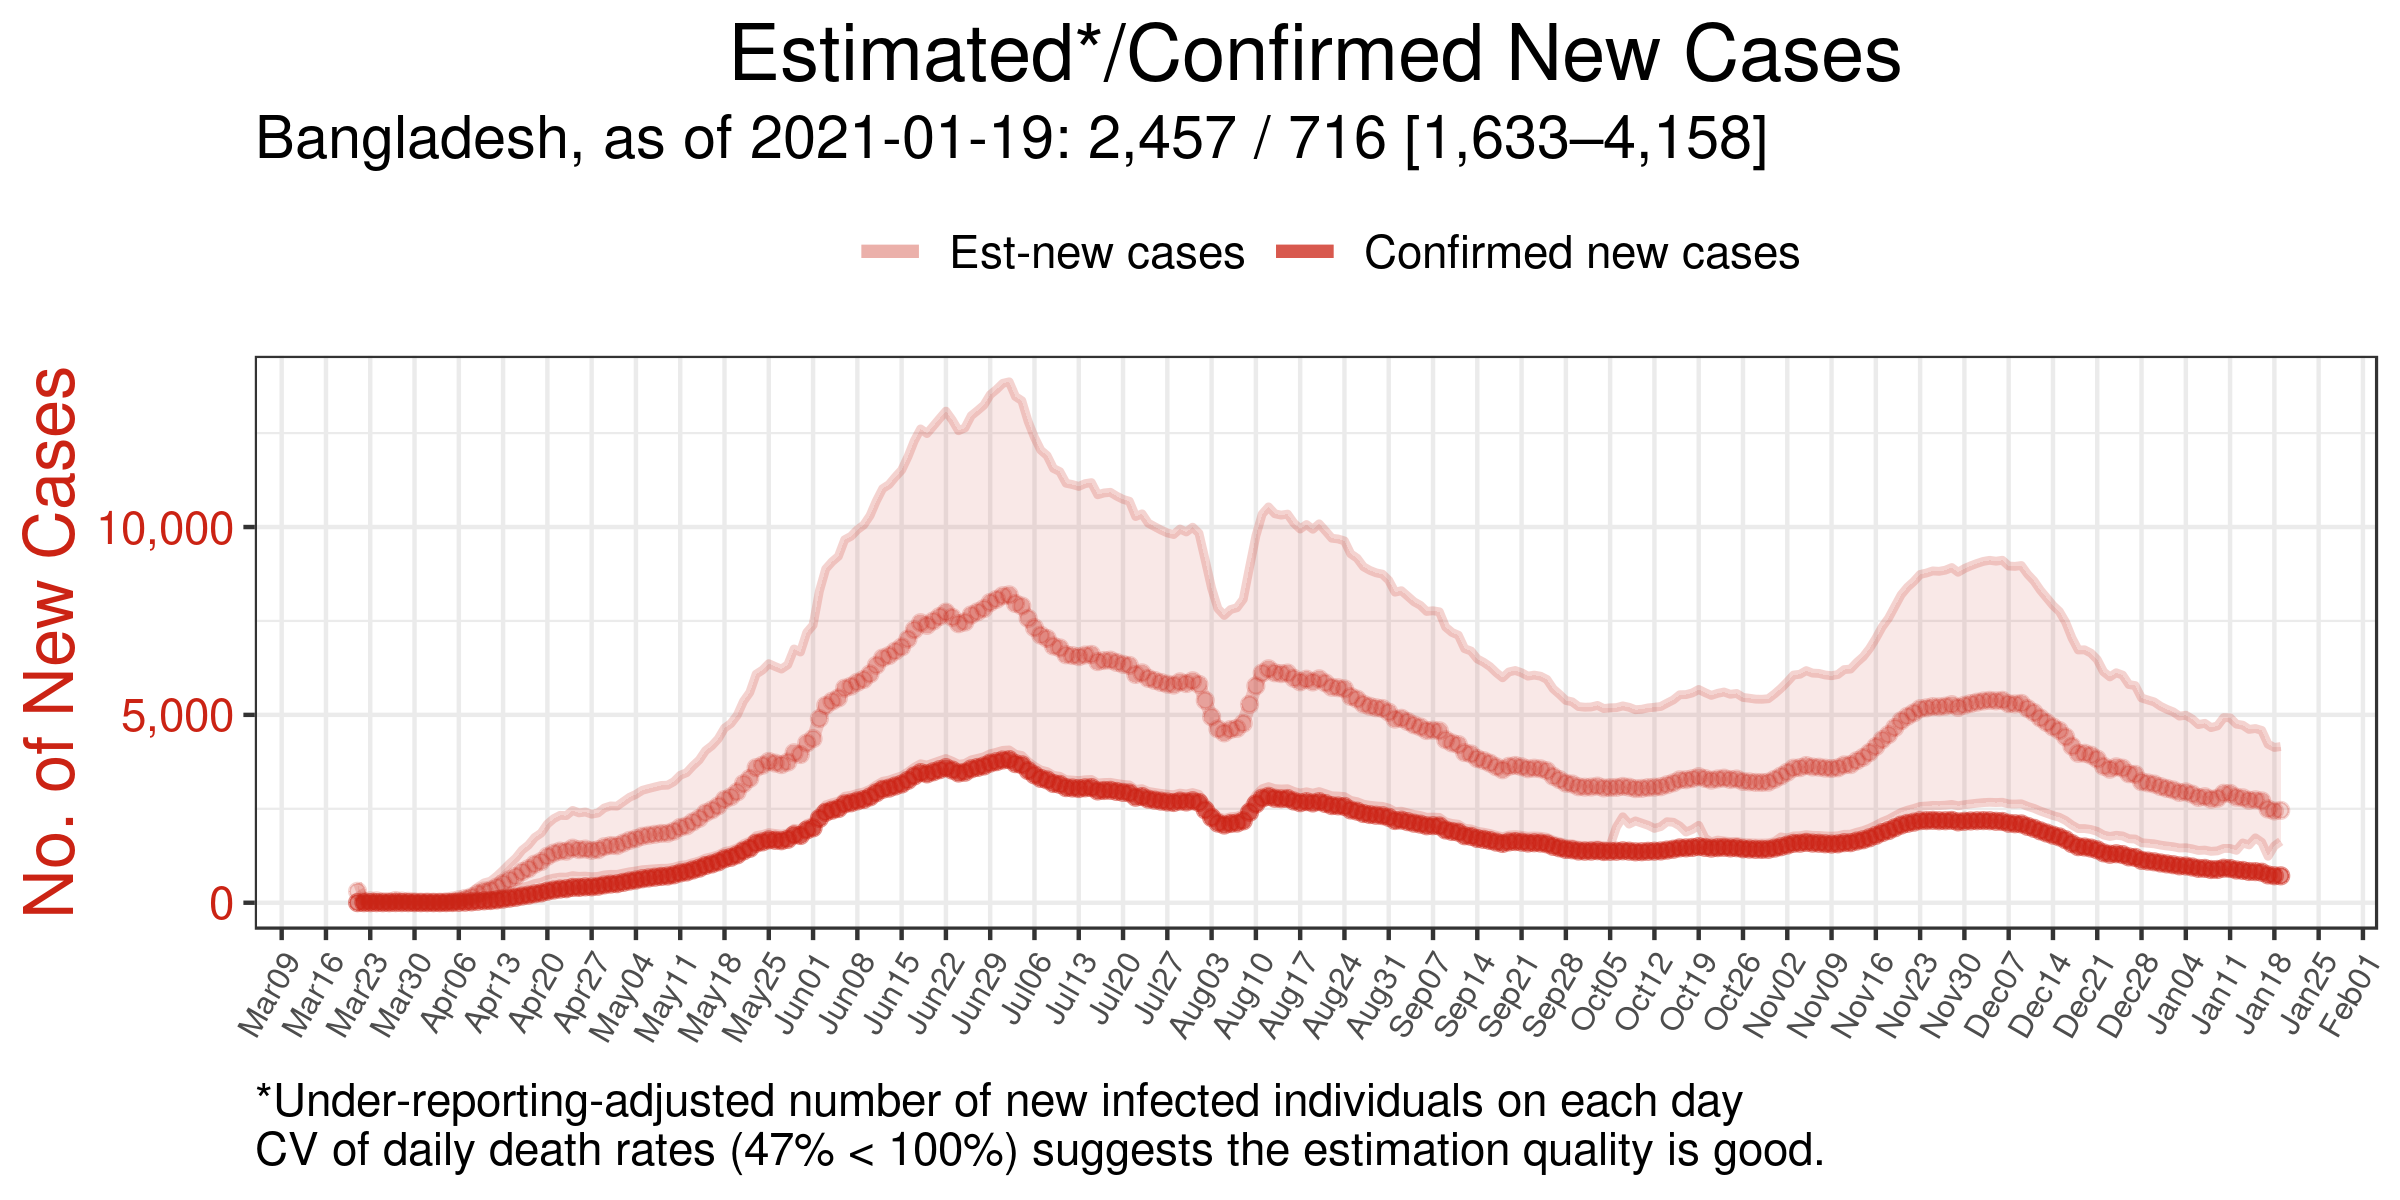 Estimated*/Confirmed New Cases
Bangladesh, as of 2021-01-19: 2,457 / 716 [1,633–4,158]
Est-new cases
Confirmed new cases
No. of New Cases
10,000
5,000
0
Mar09
Mar16
Mar23
Mar30
Apr06
Apr13
Apr20
Apr27
May04
May11
May18
May25
Jun01
Jun08
Jun15
Jun22
Jun29
Jul06
Jul13
Jul20
Jul27
Aug03
Aug10
Aug17
Aug24
Aug31
Sep07
Sep14
Sep21
Sep28
Oct05
Oct12
Oct19
Oct26
Nov02
Nov09
Nov16
Nov23
Nov30
Dec07
Dec14
Dec21
Dec28
Jan04
Jan11
Jan18
Jan25
Feb01
*Under-reporting-adjusted number of new infected individuals on each day
CV of daily death rates (47% < 100%) suggests the estimation quality is good.